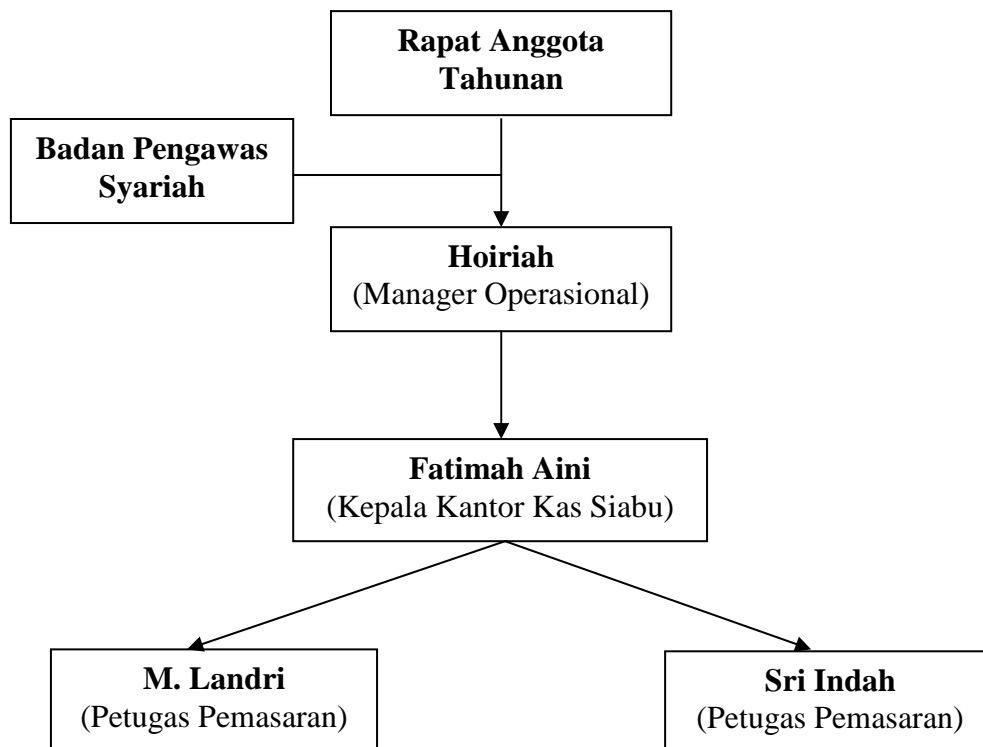 Rapat Anggota
Tahunan
Badan Pengawas
Syariah
Hoiriah
(Manager Operasional)
Fatimah Aini
(Kepala Kantor Kas Siabu)
M. Landri
(Petugas Pemasaran)
Sri Indah
(Petugas Pemasaran)